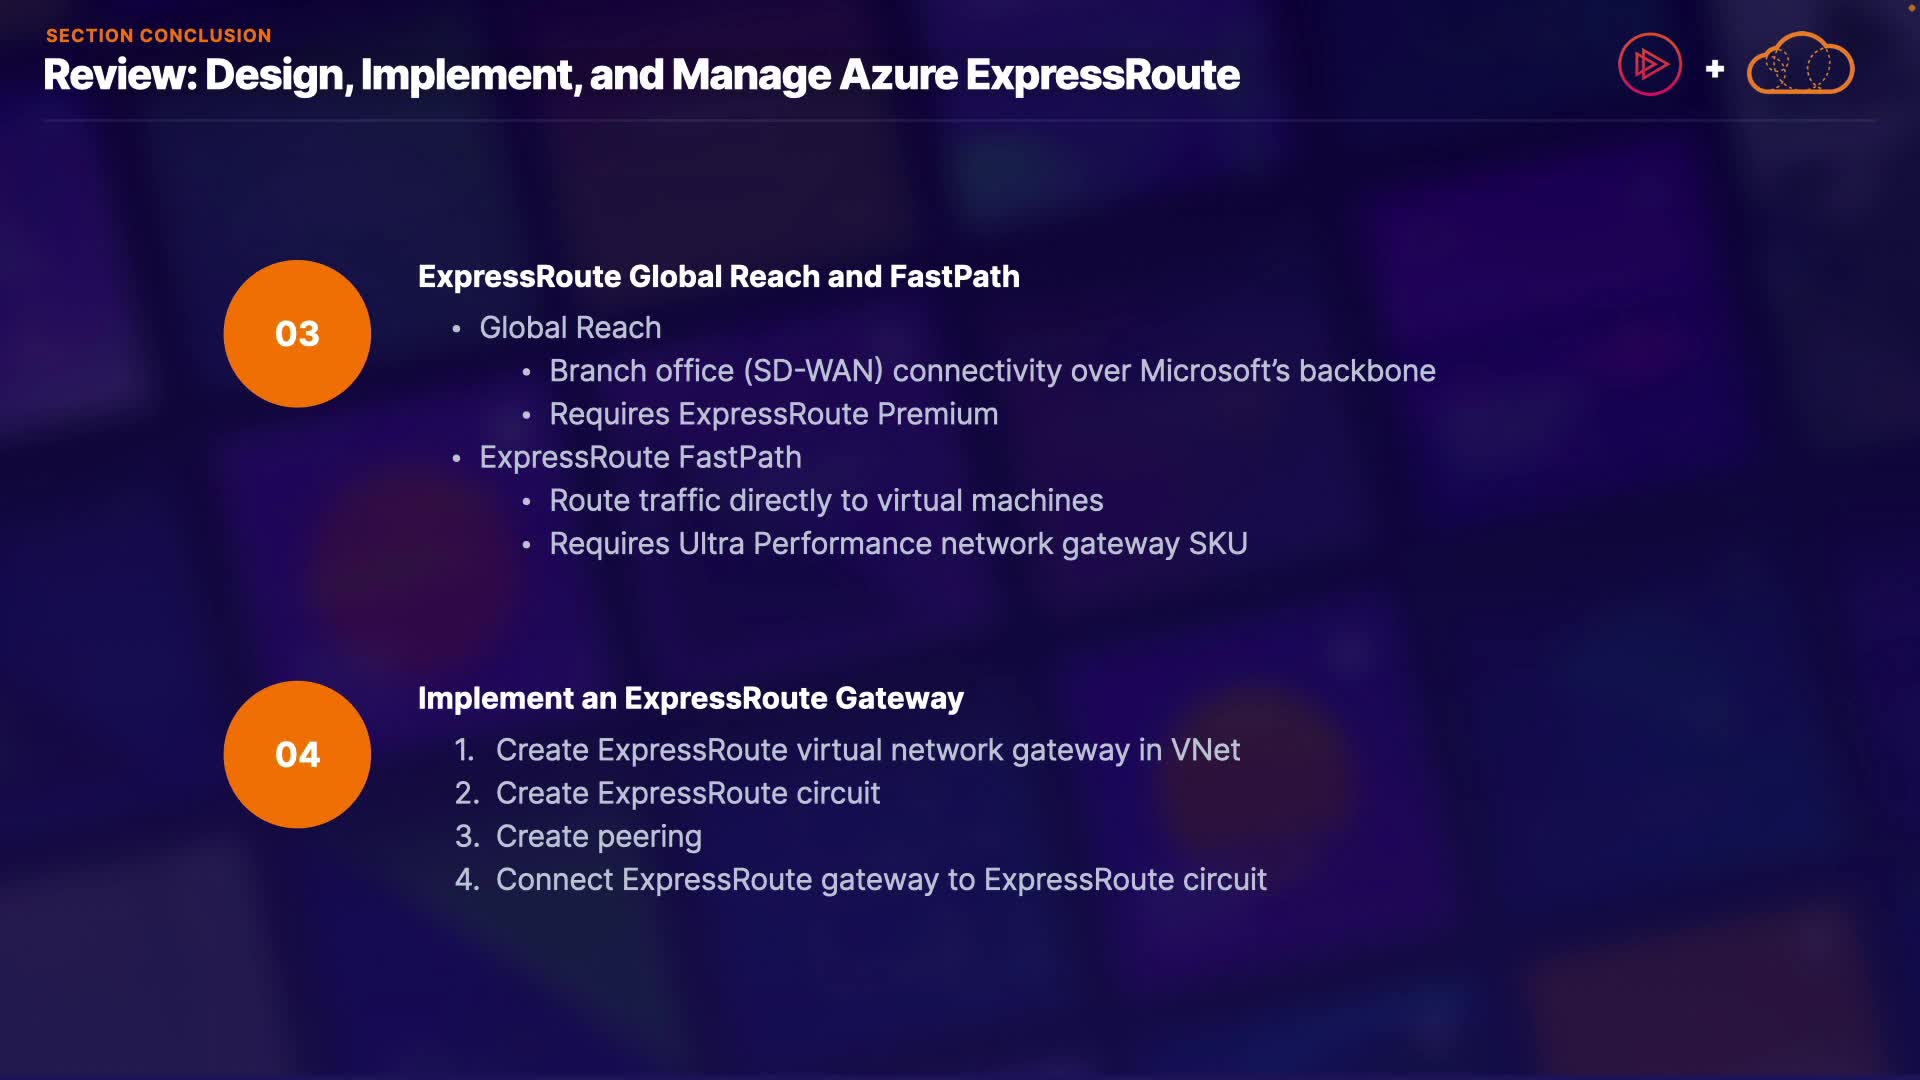 SECTION CONCLUSION
Review: Design, Implement, and Manage Azure ExpressRoute
+
03
ExpressRoute Global Reach and FastPath
• Global Reach
• Branch office (SD-WAN) connectivity over Microsoft’s backbone
• Requires ExpressRoute Premium
• ExpressRoute FastPath
• Route traffic directly to virtual machines
• Requires Ultra Performance network gateway SKU
04
Implement an ExpressRoute Gateway
1. Create ExpressRoute virtual network gateway in VNet
2. Create ExpressRoute circuit
3. Create peering
4. Connect ExpressRoute gateway to ExpressRoute circuit